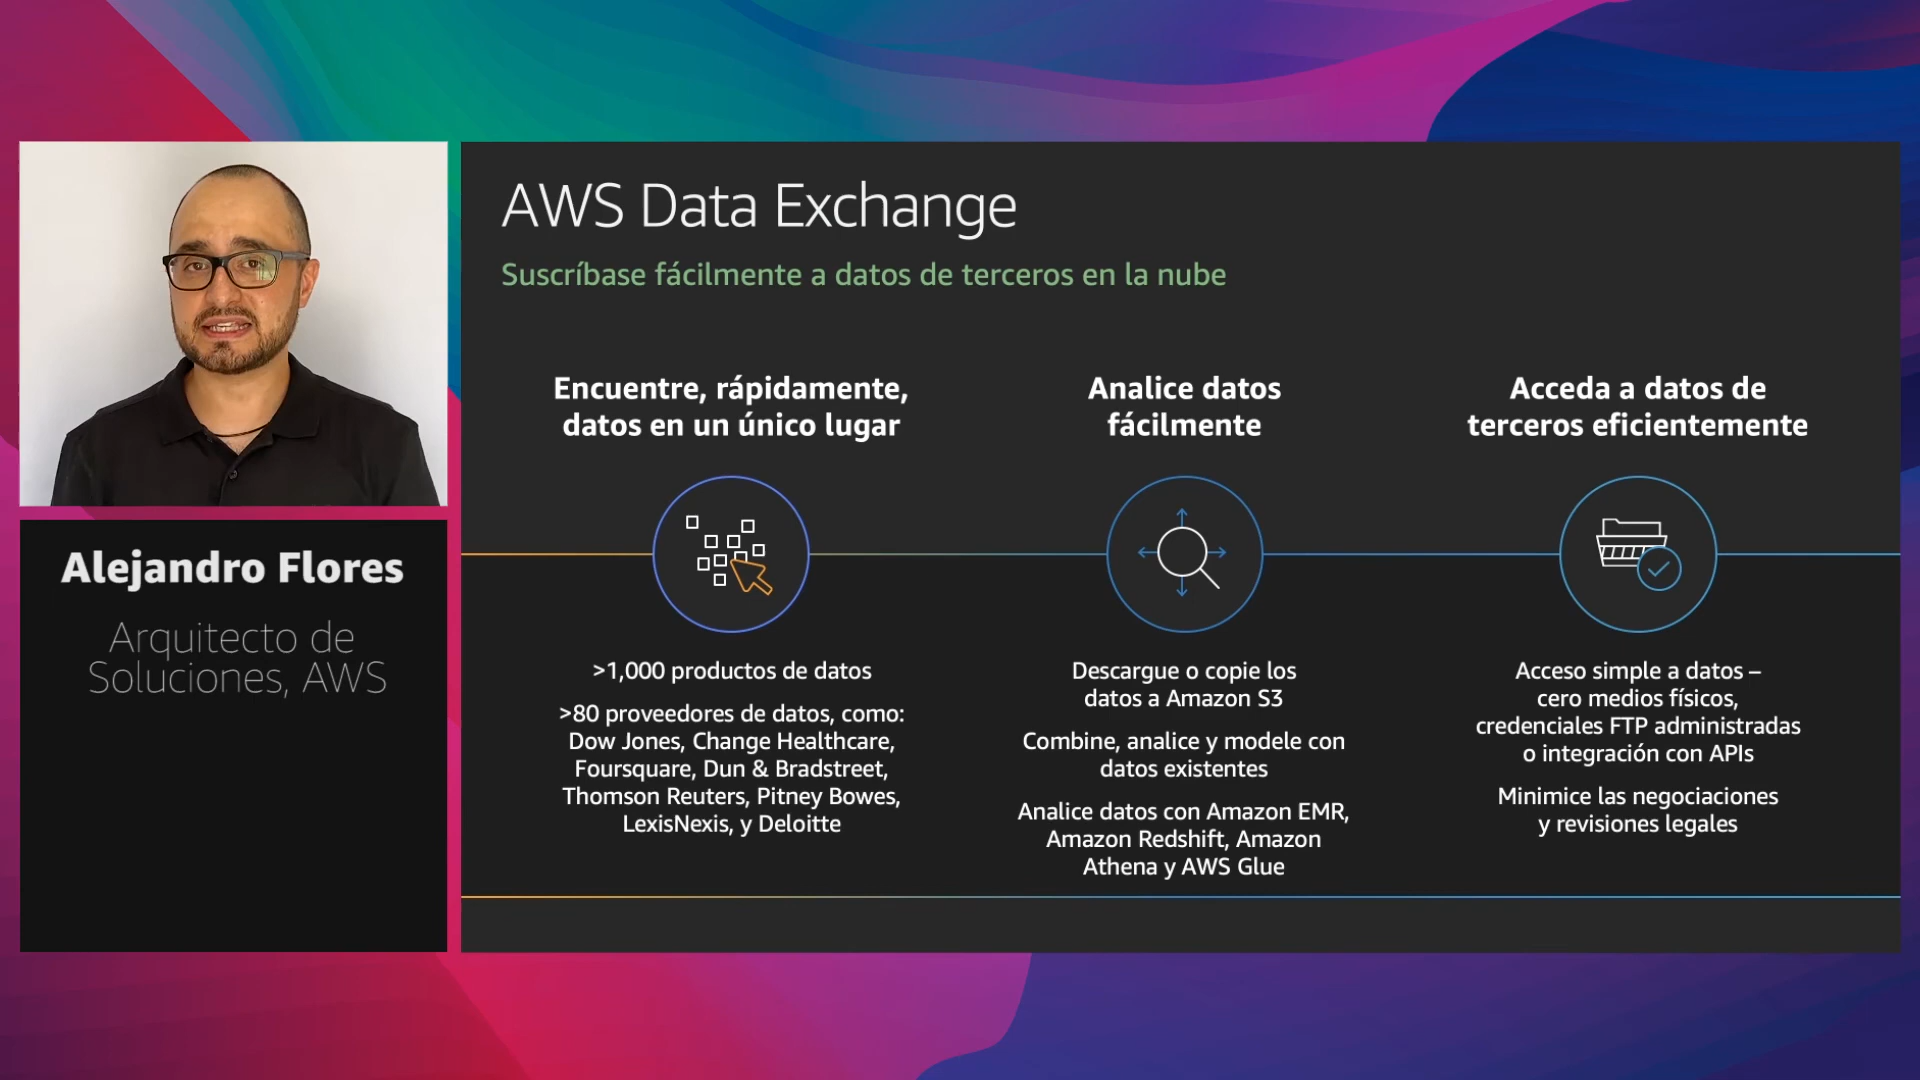 AWS Data Exchange
Suscríbase fácilmente a datos de terceros en la nube
Encuentre, rápidamente,
datos en un único lugar
>1,000 productos de datos
>80 proveedores de datos, como:
Dow Jones, Change Healthcare,
Foursquare, Dun & Bradstreet,
Thomson Reuters, Pitney Bowes,
LexisNexis, y Deloitte
Analice datos
fácilmente
Descargue o copie los
datos a Amazon S3
Combine, analice y modele con
datos existentes
Analice datos con Amazon EMR,
Amazon Redshift, Amazon
Athena y AWS Glue
Acceda a datos de
terceros eficientemente
Acceso simple a datos –
cero medios físicos,
credenciales FTP administradas
o integración con APIs
Minimice las negociaciones
y revisiones legales
Alejandro Flores
Arquitecto de
Soluciones, AWS